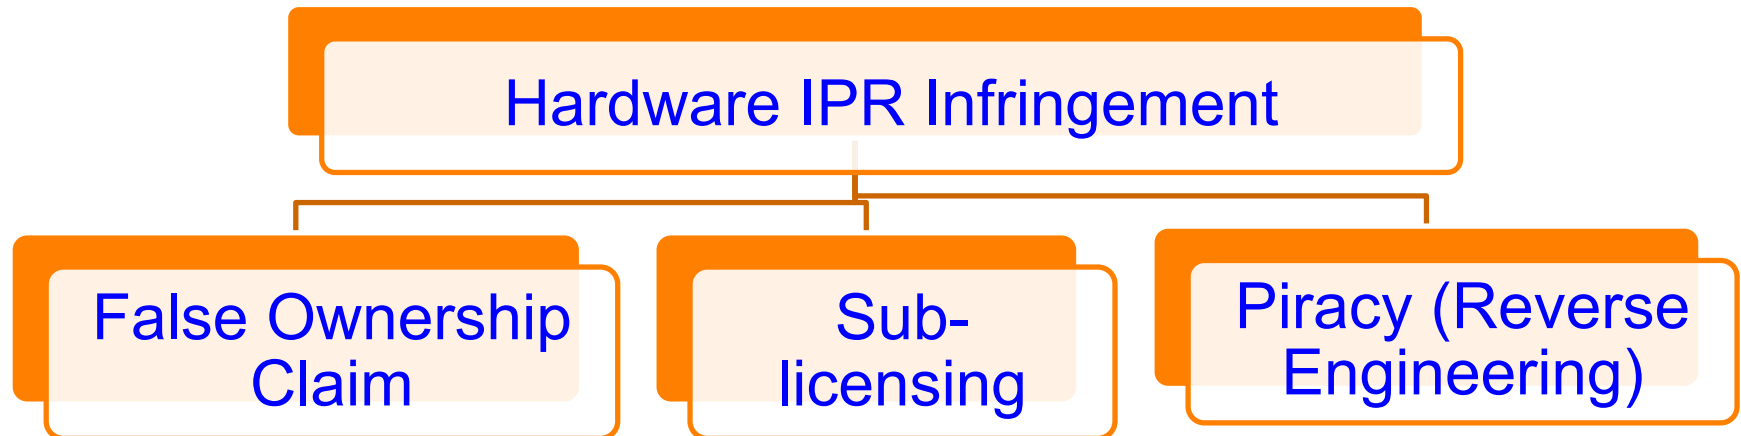 Hardware IPR Infringement
False Ownership
Claim
Sub-
licensing
Piracy (Reverse
Engineering)